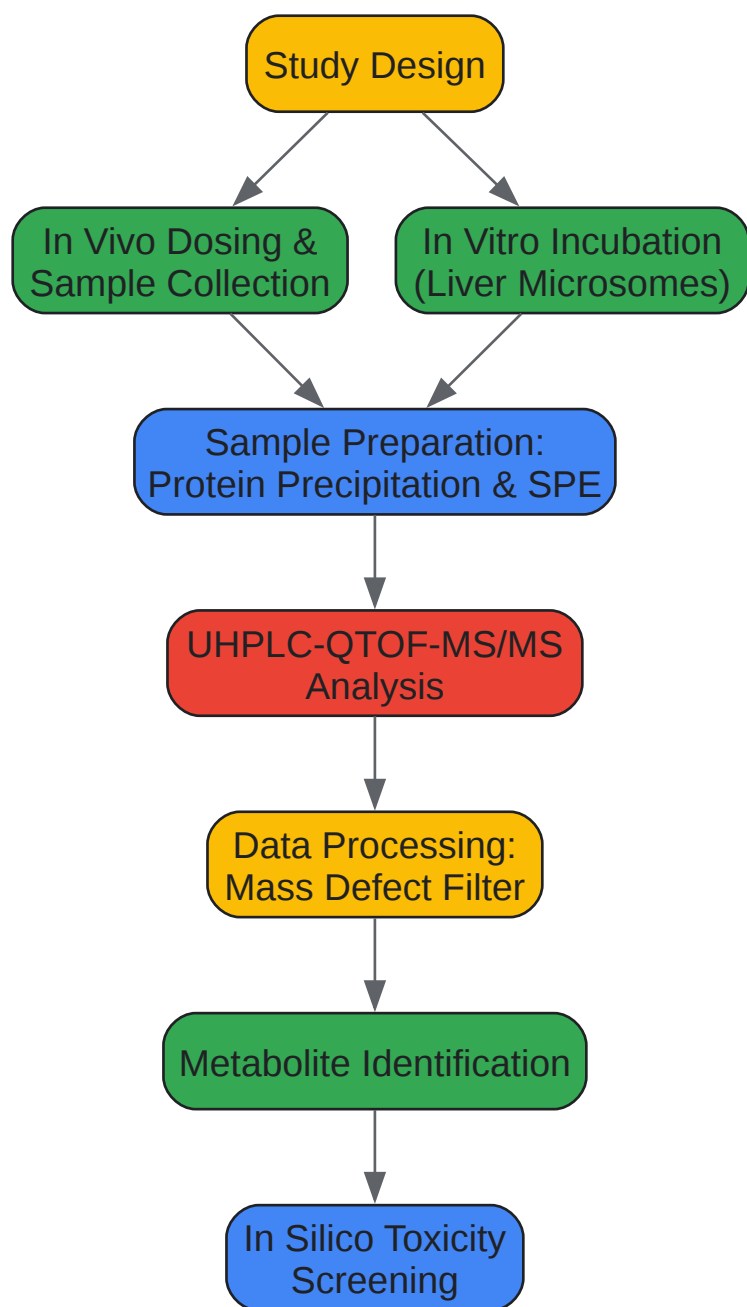 Study Design
In Vivo Dosing &
Sample Collection
In Vitro Incubation
(Liver Microsomes)
Sample Preparation:
Protein Precipitation & SPE
UHPLC-QTOF-MS/MS
Analysis
Data Processing:
Mass Defect Filter
Metabolite Identification
In Silico Toxicity
Screening